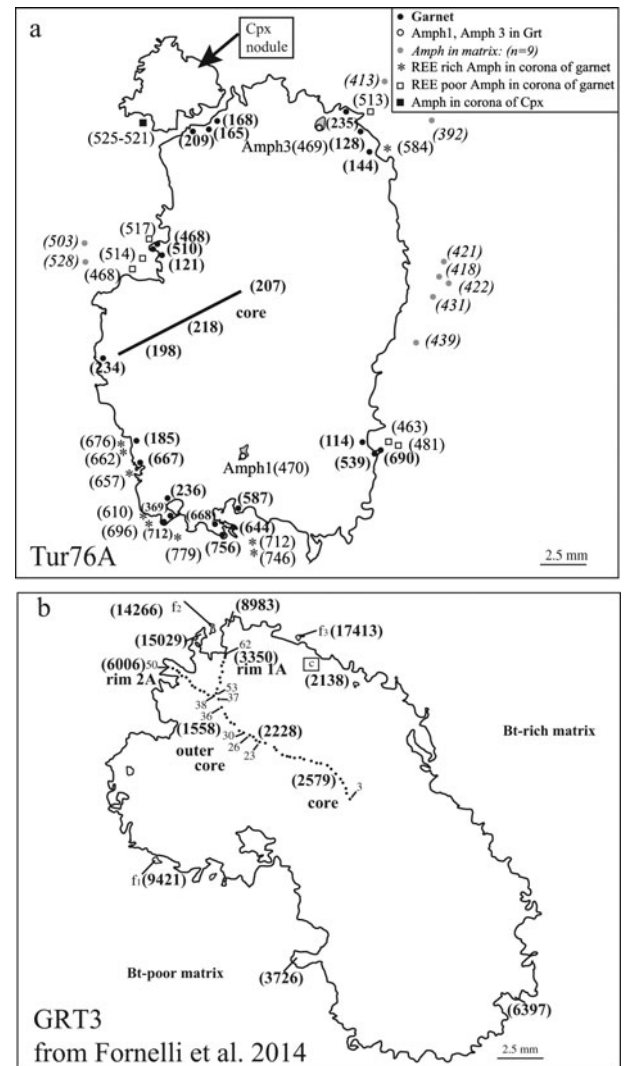 a
Cpx
nodule
Garnet
Amph1, Amph 3 in Grt
Amph in matrix: (n=9)
REE rich Amph in corona of garnet
REE poor Amph in corona of garnet
Amph in corona of Cpx
(413)
(513)
(392)
(168)
(235)
(525-521)
(209)
(165)
Amph3(469)
(128)
(584)
(144)
(517)
(503)
(468)
(510)
(514)
(421)
(528)
(468)
(121)
(418)
(422)
(207)
(431)
(218)
core
(439)
(198)
(234)
(676)
(185)
(114)
(463)
(662)
(667)
(481)
(657)
Amph1(470)
(539)
(690)
(236)
(587)
(610)
(369)
(668)
(644)
(696)
(712)
(712)
(779)
(756)
(746)
Tur76A
2.5 mm
b
f2
(14266)
(8983)
(15029)
f3(17413)
62
(6006)
50
(3350)
c
rim 2A
rim 1A
(2138)
53
38
37
36
(1558)
30
(2228)
Bt-rich matrix
outer
26
core
23
(2579)
3
core
f1(9421)
Bt-poor matrix
(3726)
(6397)
GRT3
from Fornelli et al. 2014
2.5 mm